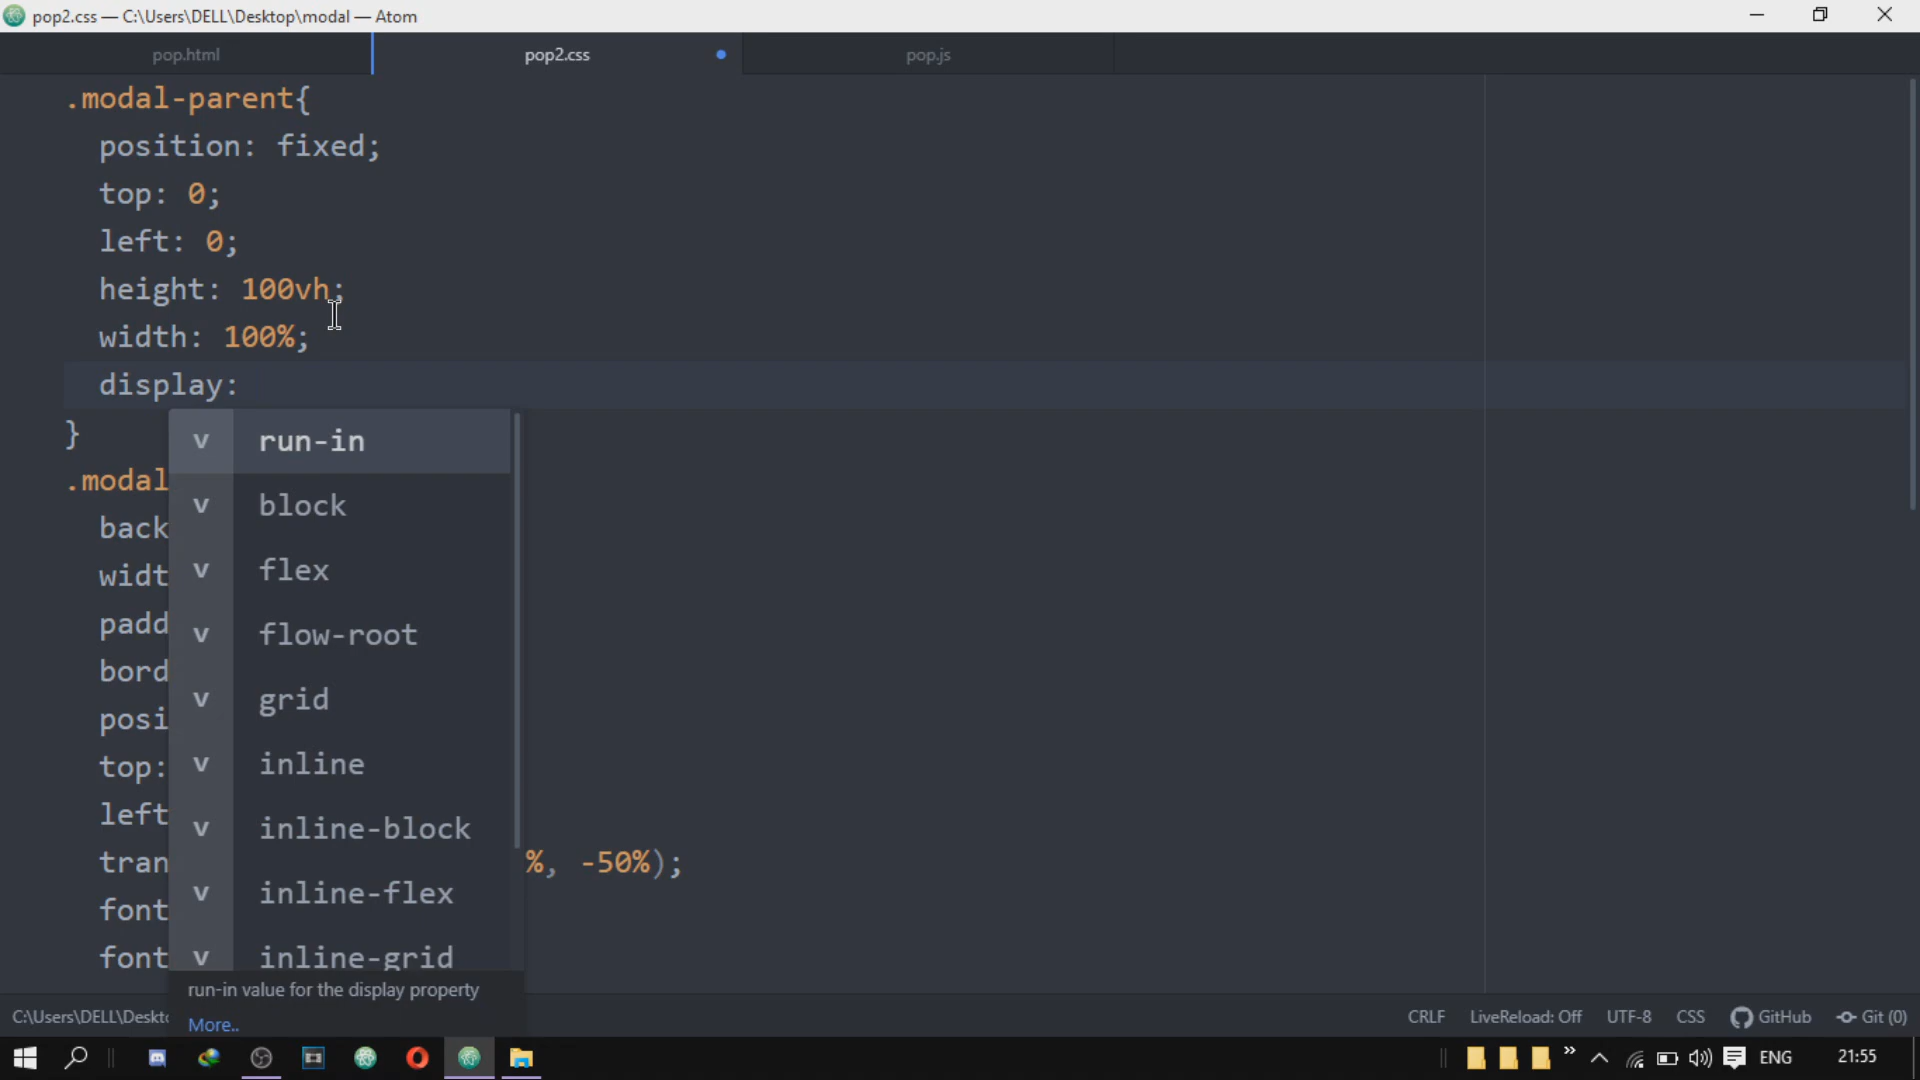 pop2.css — C:\Users\DELL\Desktop\modal — Atom
pop.html
pop2.css
pop.js
.modal-parent{
position: fixed;
top: 0;
left: 0;
height: 100vh;
width: 100%;
display:
}
.modal
back
widt
padd
bord
posi
top:
left
tran
%, -50%);
font
font
v run-in
v block
v flex
v flow-root
v grid
v inline
v inline-block
v inline-flex
v inline-grid
run-in value for the display property
More..
C:\Users\DELL\Deskto
CRLF
LiveReload: Off
UTF-8
CSS
GitHub
Git (0)
ENG
21:55